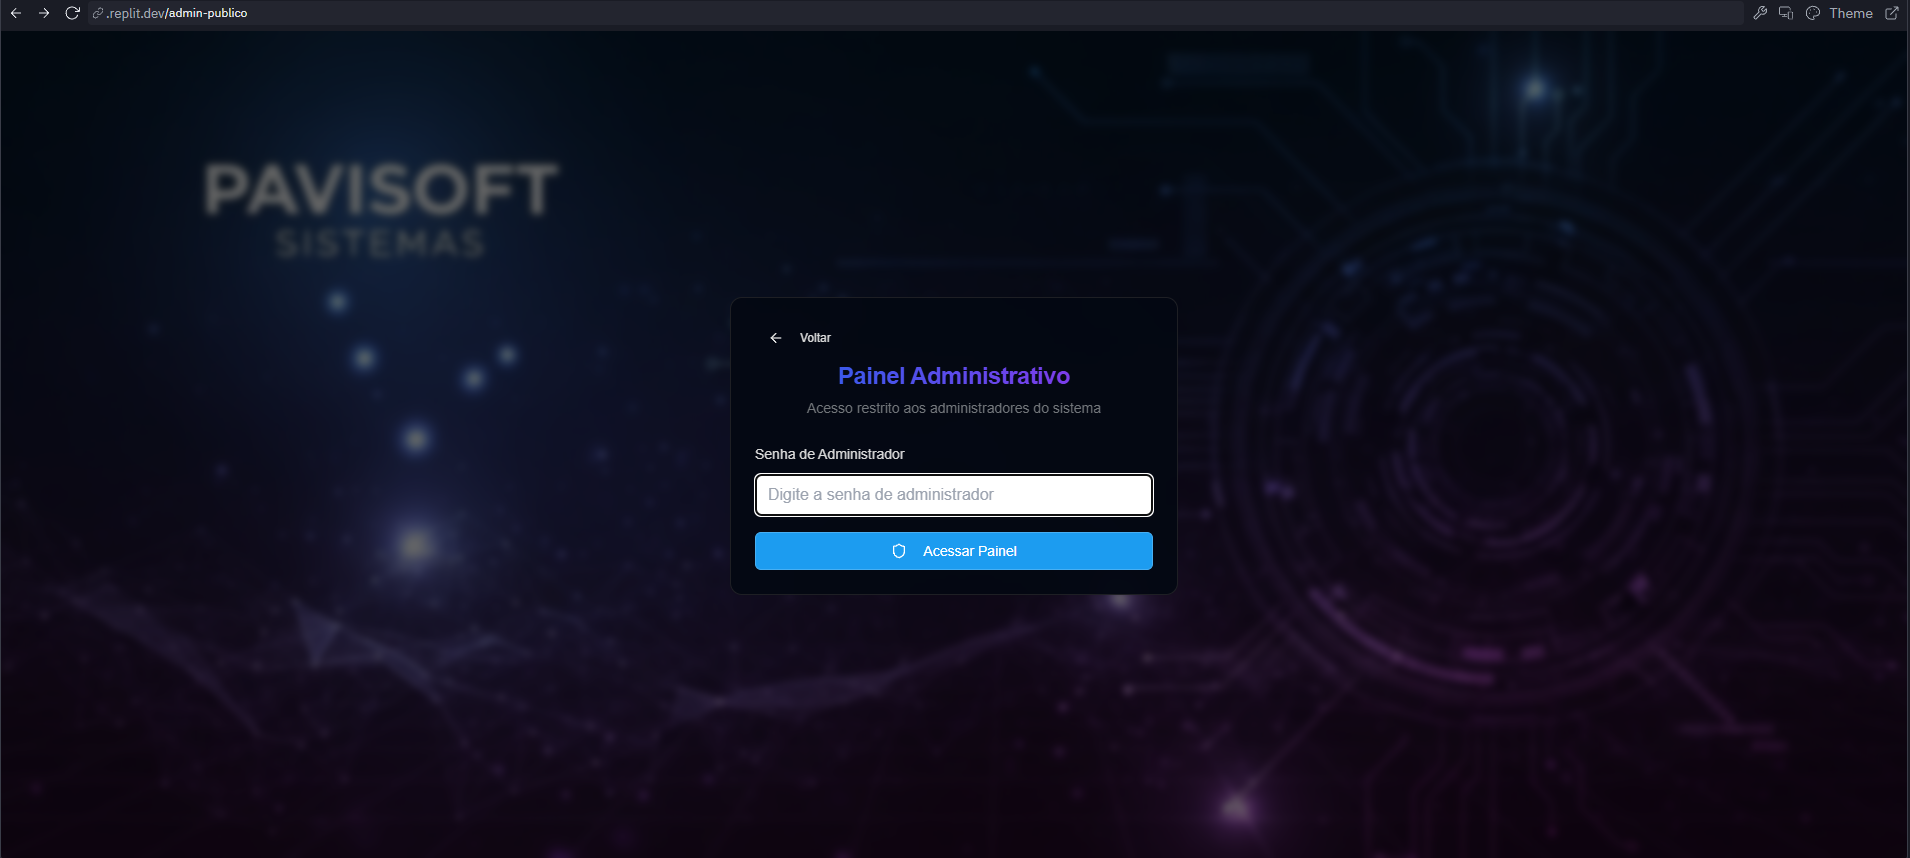 .replit.dev/admin-publico
Theme
PAVISOFT
SISTEMAS
Voltar
Painel Administrativo
Acesso restrito aos administradores do sistema
Senha de Administrador
Digite a senha de administrador
Acessar Painel